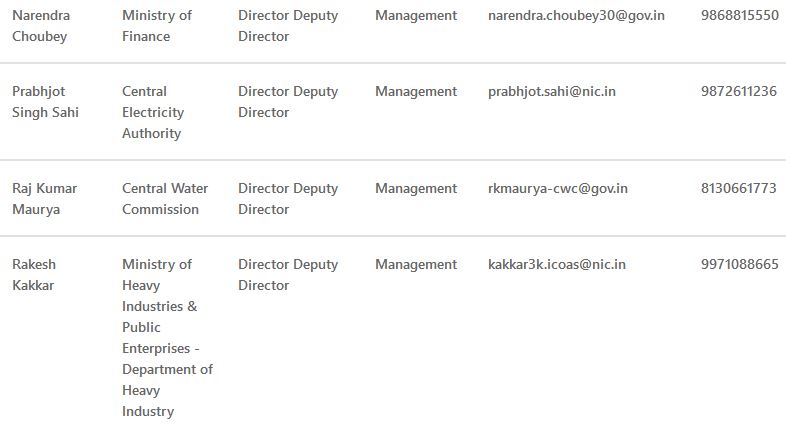 Narendra Ministry of Director Deputy Management narendra.choubey30@gov.in 9868815550
Choubey Finance Director
Prabhjot Central Director Deputy Management prabhjot.sahi@nic.in 9872611236
Singh Sahi Electricity Director
Authority
Raj Kumar Central Water Director Deputy Management rkmaurya-cwc@gov.in 8130661773
Maurya Commission Director
Rakesh Ministry of Director Deputy Management kakkar3k.icoas@nic.in 9971088665
Kakkar Heavy Director
Industries &
Public
Enterprises -
Department of
Heavy
Industry